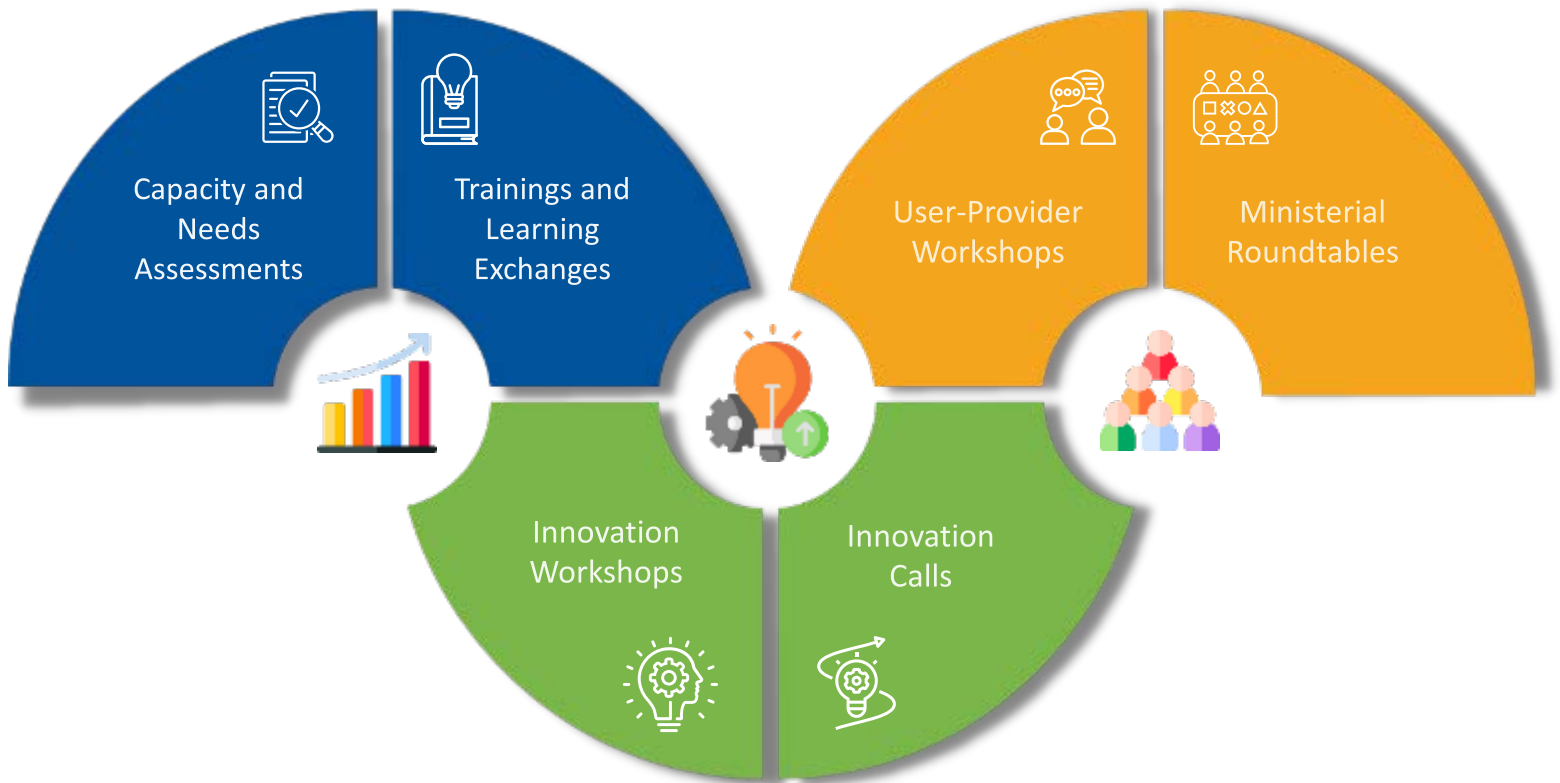 Capacity and
Needs
Assessments
Trainings and
Learning
Exchanges
User-Provider
Workshops
Ministerial
Roundtables
Innovation
Workshops
Innovation
Calls